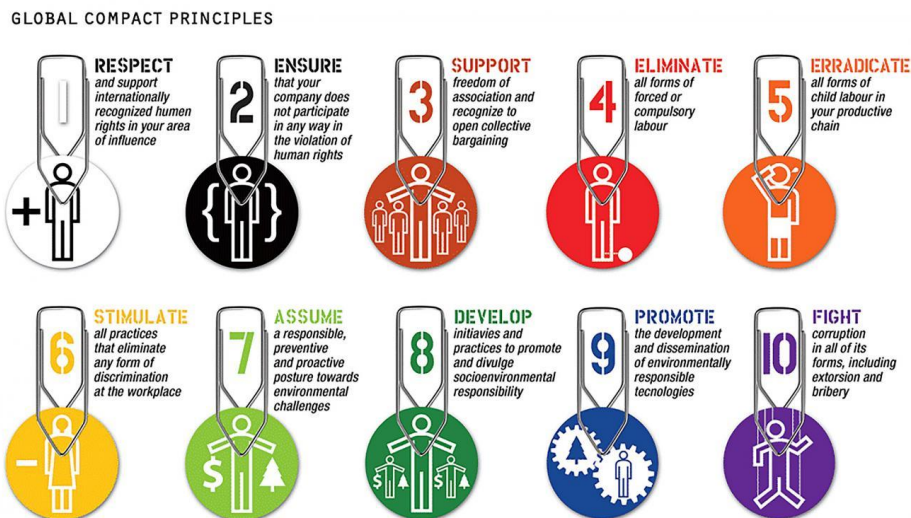 GLOBAL COMPACT PRINCIPLES
1
RESPECT
and support
internationally
recognized human
rights in your area
of influence
2
ENSURE
that your
company does
not participate
in any way in
the violation of
human rights
3
SUPPORT
freedom of
association and
recognize to
open collective
bargaining
4
ELIMINATE
all forms of
forced or
compulsory
labour
5
ERRADICATE
all forms of
child labour in
your productive
chain
6
STIMULATE
all practices
that eliminate
any form of
discrimination
at the workplace
7
ASSUME
a responsible,
preventive
and proactive
posture towards
environmental
challenges
8
DEVELOP
initiavies and
practices to promote
and divulge
socioenvironmental
responsibility
9
PROMOTE
the development
and dissemination
of environmentally
responsible
tecnologies
10
FIGHT
corruption
in all of its
forms, including
extorsion and
bribery
+
{ }
-
$
$ $